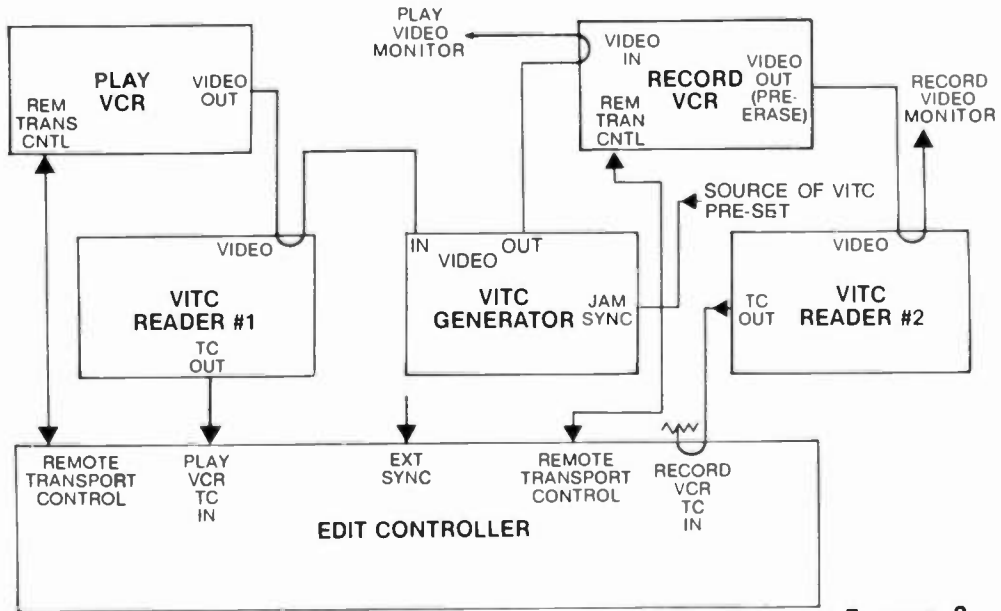 PLAY
VCR
VIDEO
OUT
REM
TRANS
CNTL
PLAY
VIDEO
MONITOR
VIDEO
IN
RECORD
VCR
VIDEO
OUT
(PRE-
ERASE)
REM
TRAN
CNTL
RECORD
VIDEO
MONITOR
SOURCE OF VITC
PRE-SET
VIDEO
VITC
READER #1
TC
OUT
IN
OUT
VIDEO
VITC
GENERATOR
JAM
SYNC
VIDEO
TC
OUT
VITC
READER #2
REMOTE
TRANSPORT
CONTROL
PLAY
VCR
TC
IN
EXT
SYNC
REMOTE
TRANSPORT
CONTROL
RECORD
VCR
TC
IN
EDIT CONTROLLER